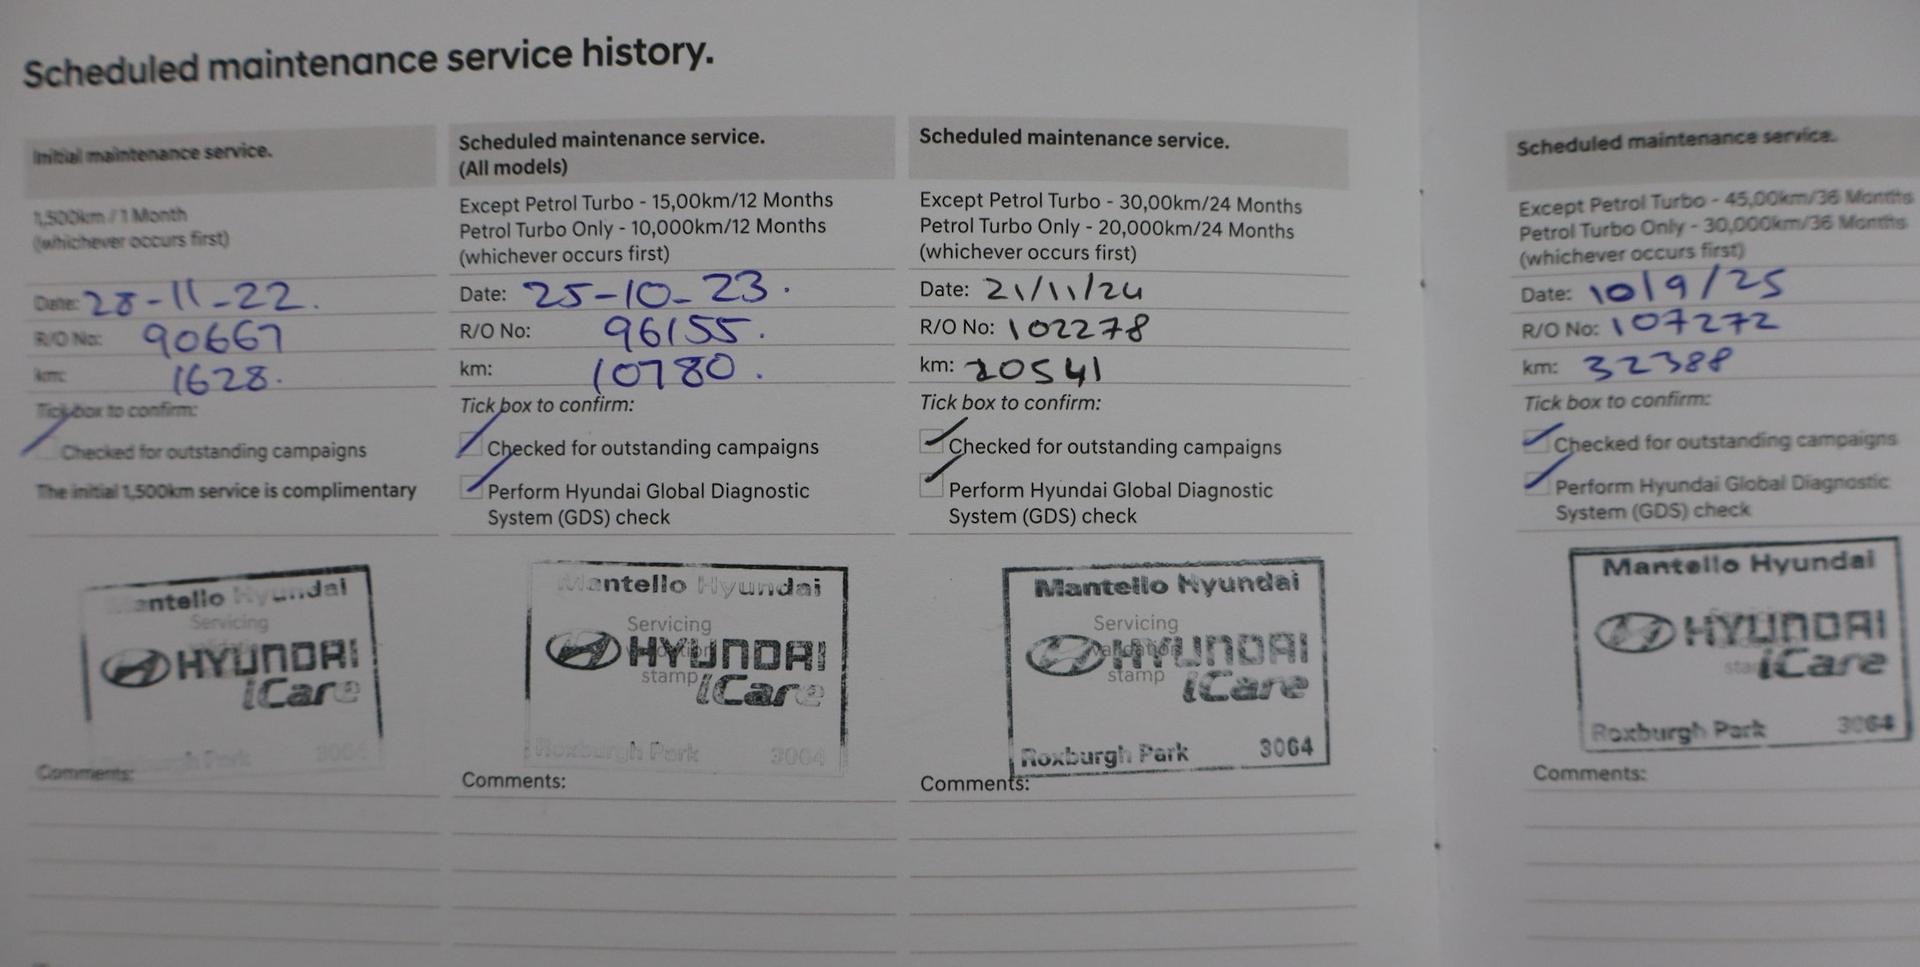 Scheduled maintenance service history.
Initial maintenance service.
1,500km / 1 Month
(whichever occurs first)
Date: 28-11-22.
R/O No: 90667
km: 1628.
Tick box to confirm:
Checked for outstanding campaigns
The initial 1,500km service is complimentary
Mantello Hyundai
Servicing
HYUNDAI
iCare
Roxburgh Park 3064
Comments:
Scheduled maintenance service.
(All models)
Except Petrol Turbo - 15,00km/12 Months
Petrol Turbo Only - 10,000km/12 Months
(whichever occurs first)
Date: 25-10-23.
R/O No: 96155.
km: 10780.
Tick box to confirm:
Checked for outstanding campaigns
Perform Hyundai Global Diagnostic
System (GDS) check
Mantello Hyundai
Servicing
HYUNDAI
stamp
iCare
Roxburgh Park 3064
Comments:
Scheduled maintenance service.
Except Petrol Turbo - 30,00km/24 Months
Petrol Turbo Only - 20,000km/24 Months
(whichever occurs first)
Date: 21/11/24
R/O No: 102278
km: 20541
Tick box to confirm:
Checked for outstanding campaigns
Perform Hyundai Global Diagnostic
System (GDS) check
Mantello Hyundai
Servicing
validation
HYUNDAI
stamp
iCare
Roxburgh Park 3064
Comments:
Scheduled maintenance service.
Except Petrol Turbo - 45,00km/36 Months
Petrol Turbo Only - 30,000km/36 Months
(whichever occurs first)
Date: 10/9/25
R/O No: 107272
km: 32388
Tick box to confirm:
Checked for outstanding campaigns
Perform Hyundai Global Diagnostic
System (GDS) check
Mantello Hyundai
HYUNDAI
iCare
Roxburgh Park 3064
Comments: